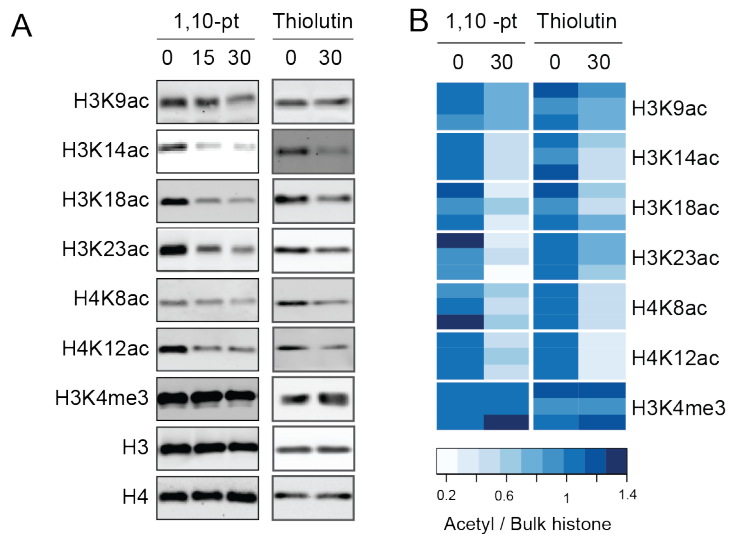 A
1,10-pt
Thiolutin
0 15 30
0 30
H3K9ac
H3K14ac
H3K18ac
H3K23ac
H4K8ac
H4K12ac
H3K4me3
H3
H4
B
1,10 -pt
Thiolutin
0 30
0 30
H3K9ac
H3K14ac
H3K18ac
H3K23ac
H4K8ac
H4K12ac
H3K4me3
0.2 0.6 1 1.4
Acetyl / Bulk histone